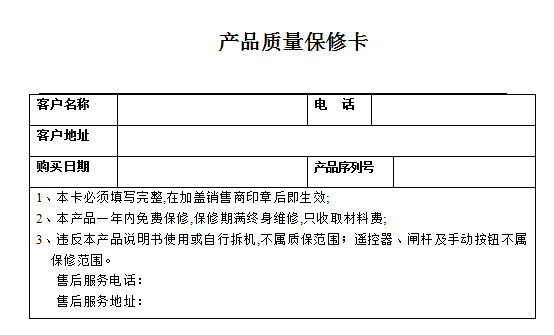 产品质量保修卡
客户名称 电 话
客户地址
购买日期 产品序列号
1、本卡必须填写完整,在加盖销售商印章后即生效;
2、本产品一年内免费保修,保修期满终身维修,只收取材料费;
3、违反本产品说明书使用或自行拆机,不属质保范围；遥控器、闸杆及手动按钮不属
保修范围。
售后服务电话：
售后服务地址：